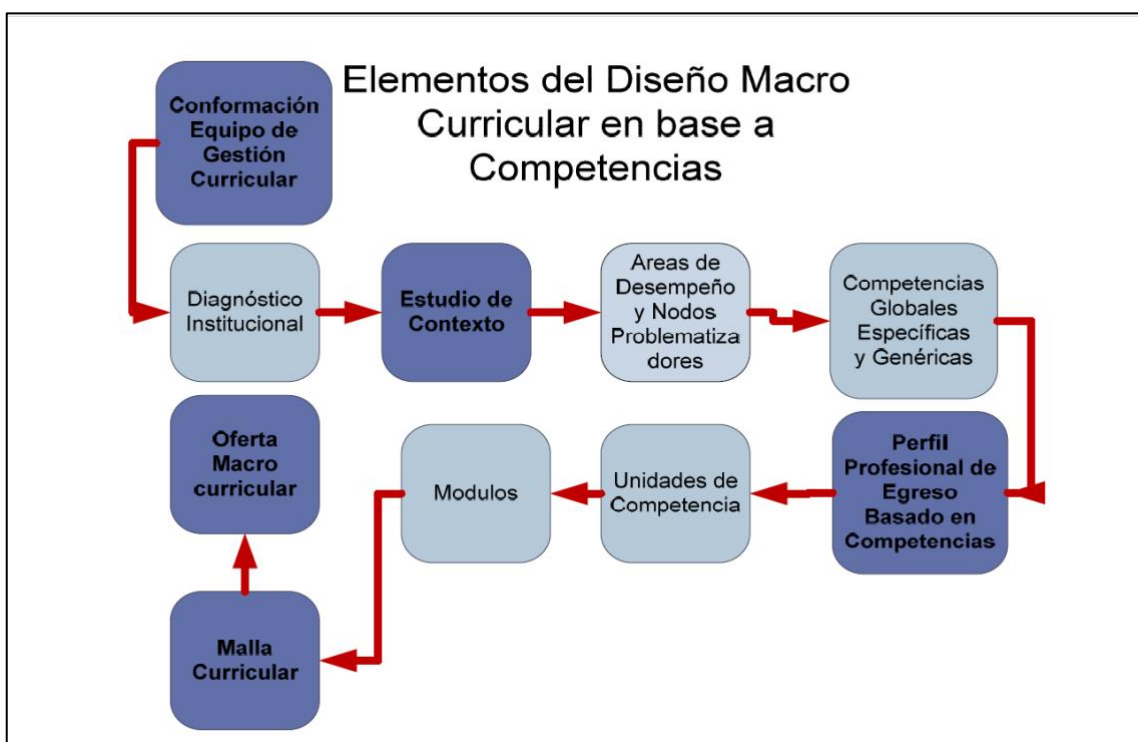 Elementos del Diseño Macro
Curricular en base a
Competencias
Conformación
Equipo de
Gestión
Curricular
Diagnóstico
Institucional
Estudio de
Contexto
Areas de
Desempeño
y Nodos
Problematiza
dores
Competencias
Globales
Específicas
y Genéricas
Perfil
Profesional de
Egreso
Basado en
Competencias
Unidades de
Competencia
Modulos
Malla
Curricular
Oferta
Macro
curricular